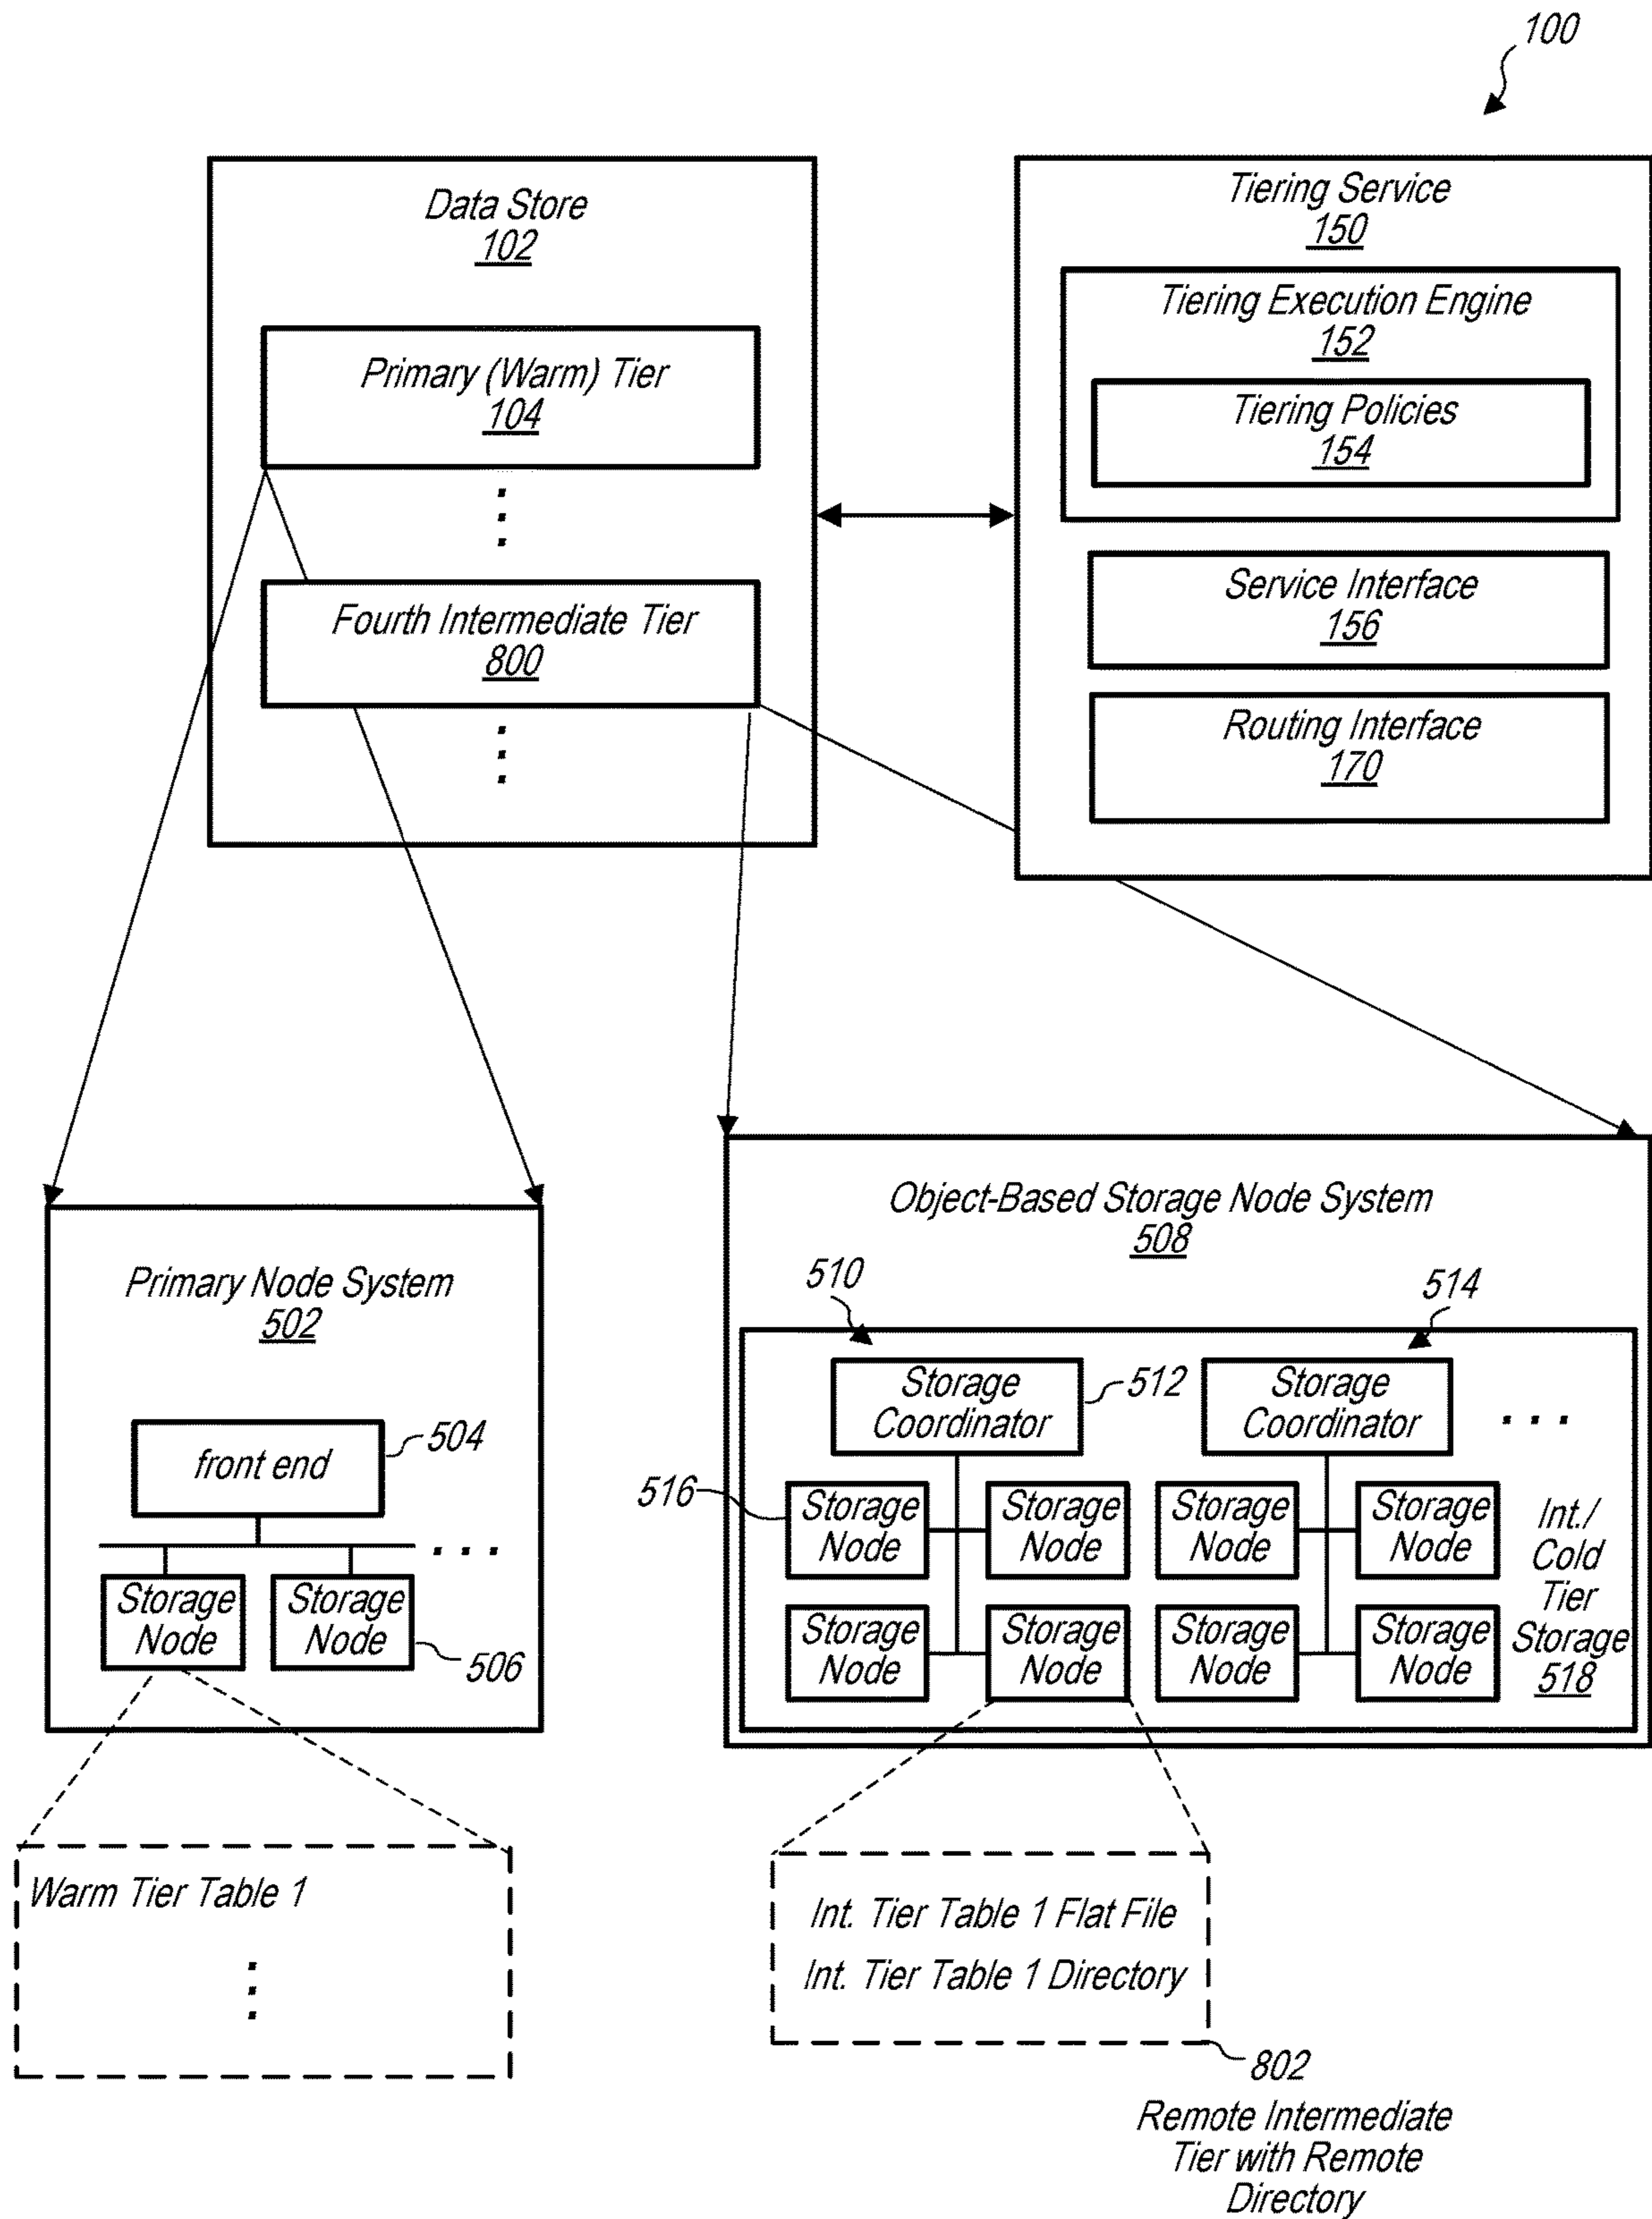 100
Data Store
102
Primary (Warm) Tier
104
Fourth Intermediate Tier
800
Tiering Service
150
Tiering Execution Engine
152
Tiering Policies
154
Service Interface
156
Routing Interface
170
Primary Node System
502
front end
504
Storage
Node
Storage
Node
506
Warm Tier Table 1
Object-Based Storage Node System
508
510
514
Storage
Coordinator
512
Storage
Coordinator
516
Storage
Node
Storage
Node
Storage
Node
Storage
Node
Storage
Node
Storage
Node
Storage
Node
Storage
Node
Int./
Cold
Tier
Storage
518
Int. Tier Table 1 Flat File
Int. Tier Table 1 Directory
802
Remote Intermediate
Tier with Remote
Directory